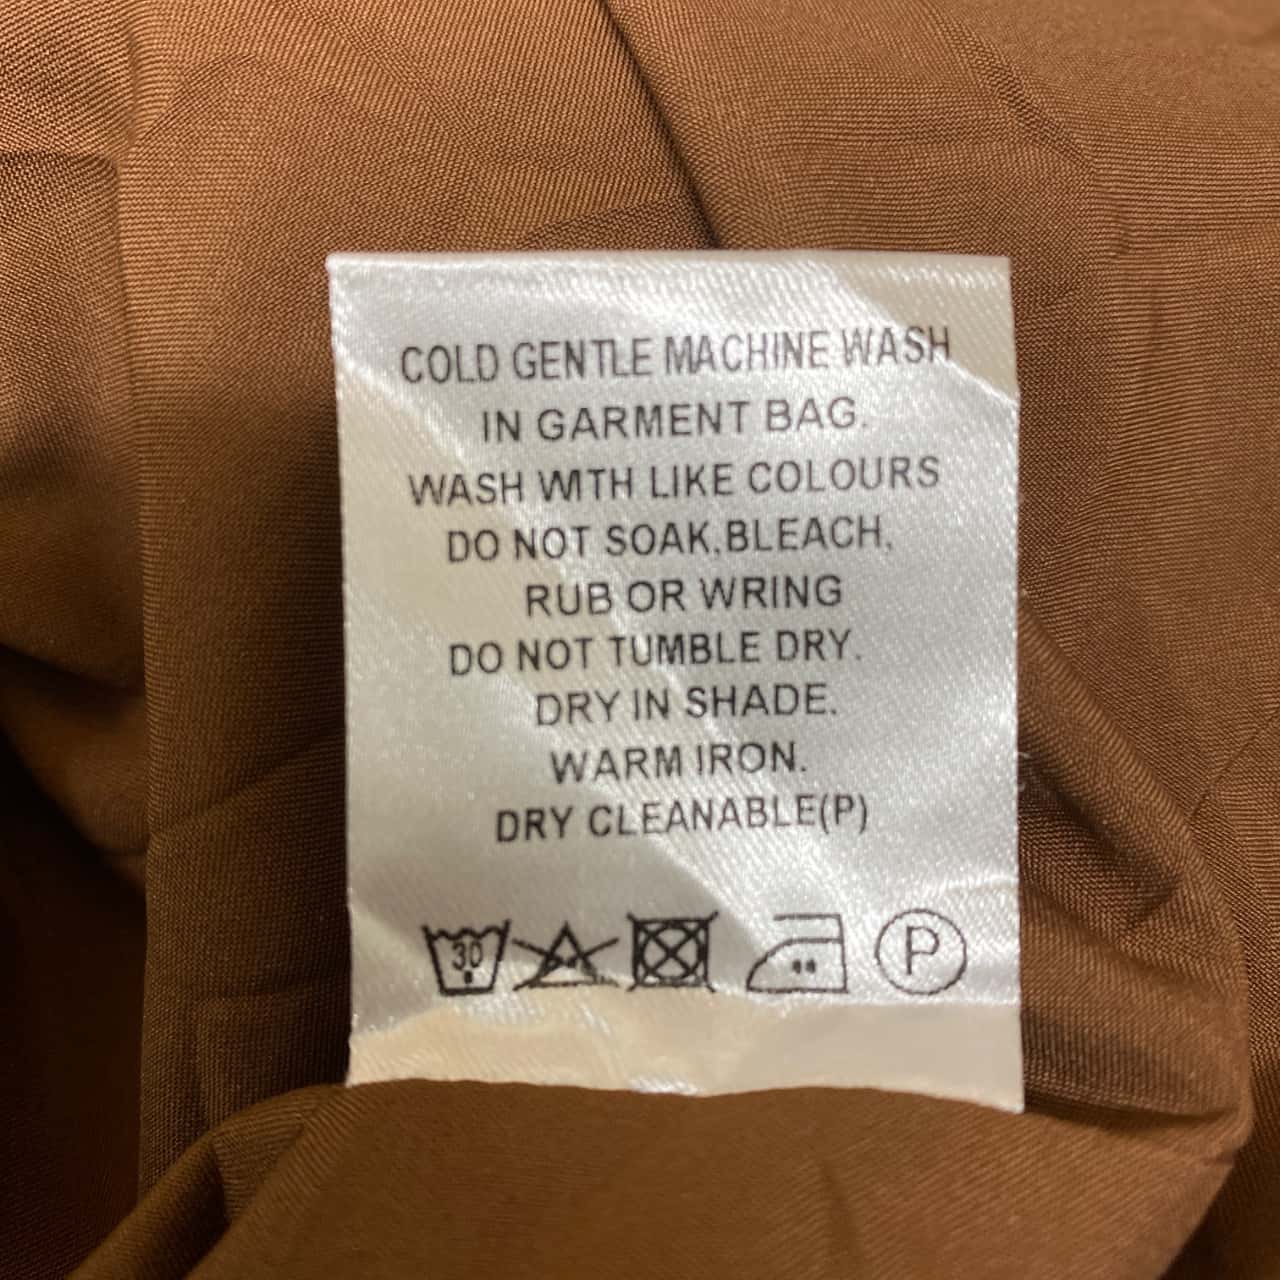 COLD GENTLE MACHINE WASH
IN GARMENT BAG.
WASH WITH LIKE COLOURS
DO NOT SOAK,BLEACH,
RUB OR WRING
DO NOT TUMBLE DRY.
DRY IN SHADE.
WARM IRON.
DRY CLEANABLE(P)
30 P